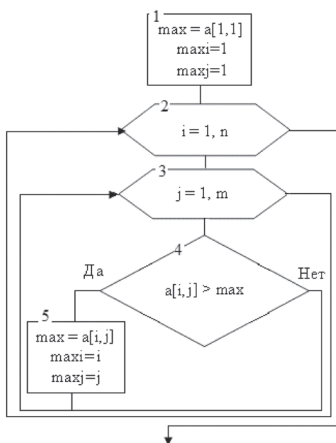 1
max = a[1,1]
maxi=1
maxj=1
2
i = 1, n
3
j = 1, m
4
a[i,j] > max
Да
Нет
5
max = a[i,j]
maxi=i
maxj=j